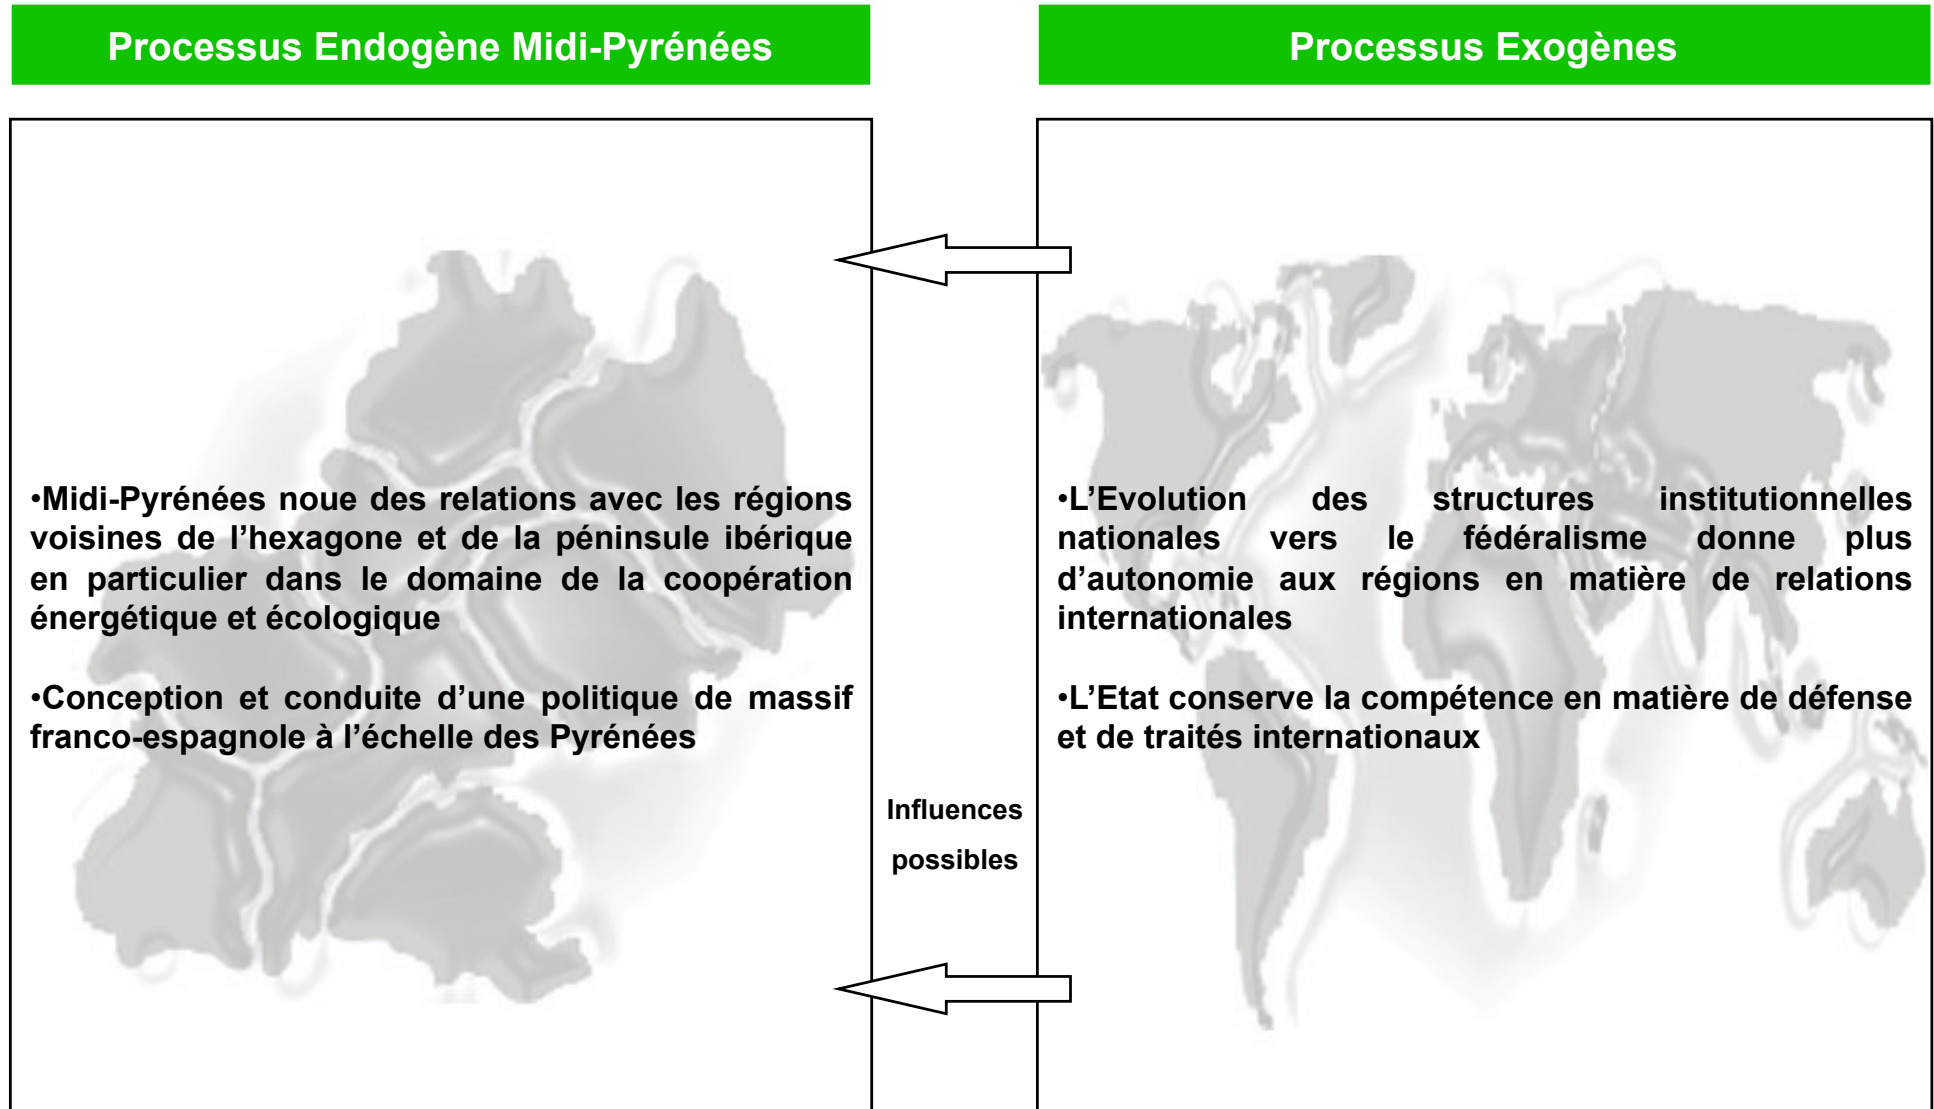 Processus Endogène Midi-Pyrénées
Processus Exogènes
•Midi-Pyrénées noue des relations avec les régions
voisines de l’hexagone et de la péninsule ibérique
en particulier dans le domaine de la coopération
énergétique et écologique
•Conception et conduite d’une politique de massif
franco-espagnole à l’échelle des Pyrénées
Influences
possibles
•L’Evolution des structures institutionnelles
nationales vers le fédéralisme donne plus
d’autonomie aux régions en matière de relations
internationales
•L’Etat conserve la compétence en matière de défense
et de traités internationaux